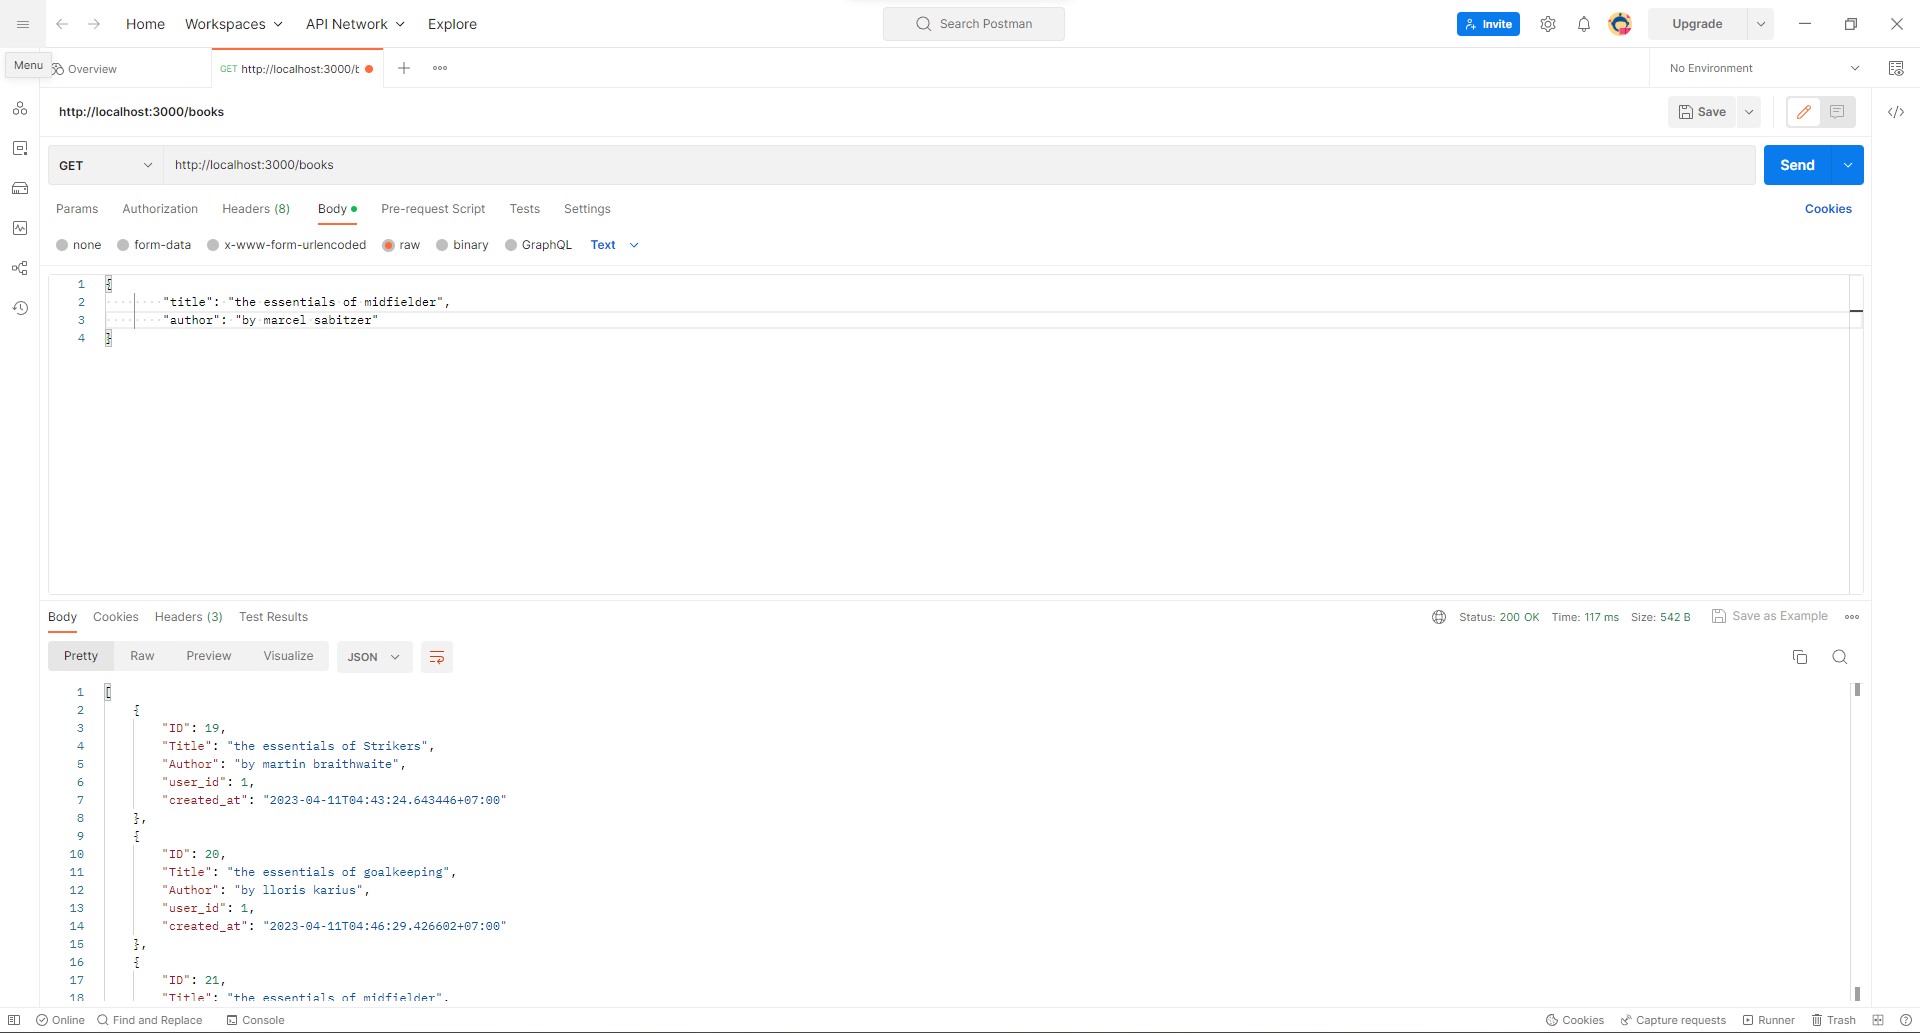 Home Workspaces API Network Explore Search Postman Invite Upgrade
Menu
Overview GET http://localhost:3000/b No Environment
http://localhost:3000/books Save
GET http://localhost:3000/books Send
Params Authorization Headers (8) Body Pre-request Script Tests Settings Cookies
none form-data x-www-form-urlencoded raw binary GraphQL Text
1 {
2 "title": "the essentials of midfielder",
3 "author": "by marcel sabitzer"
4 }
Body Cookies Headers (3) Test Results Status: 200 OK Time: 117 ms Size: 542 B Save as Example
Pretty Raw Preview Visualize JSON
1 [
2 {
3 "ID": 19,
4 "Title": "the essentials of Strikers",
5 "Author": "by martin braithwaite",
6 "user_id": 1,
7 "created_at": "2023-04-11T04:43:24.643446+07:00"
8 },
9 {
10 "ID": 20,
11 "Title": "the essentials of goalkeeping",
12 "Author": "by lloris karius",
13 "user_id": 1,
14 "created_at": "2023-04-11T04:46:29.426602+07:00"
15 },
16 {
17 "ID": 21,
18 "Title": "the essentials of midfielder",
Online Find and Replace Console Cookies Capture requests Runner Trash